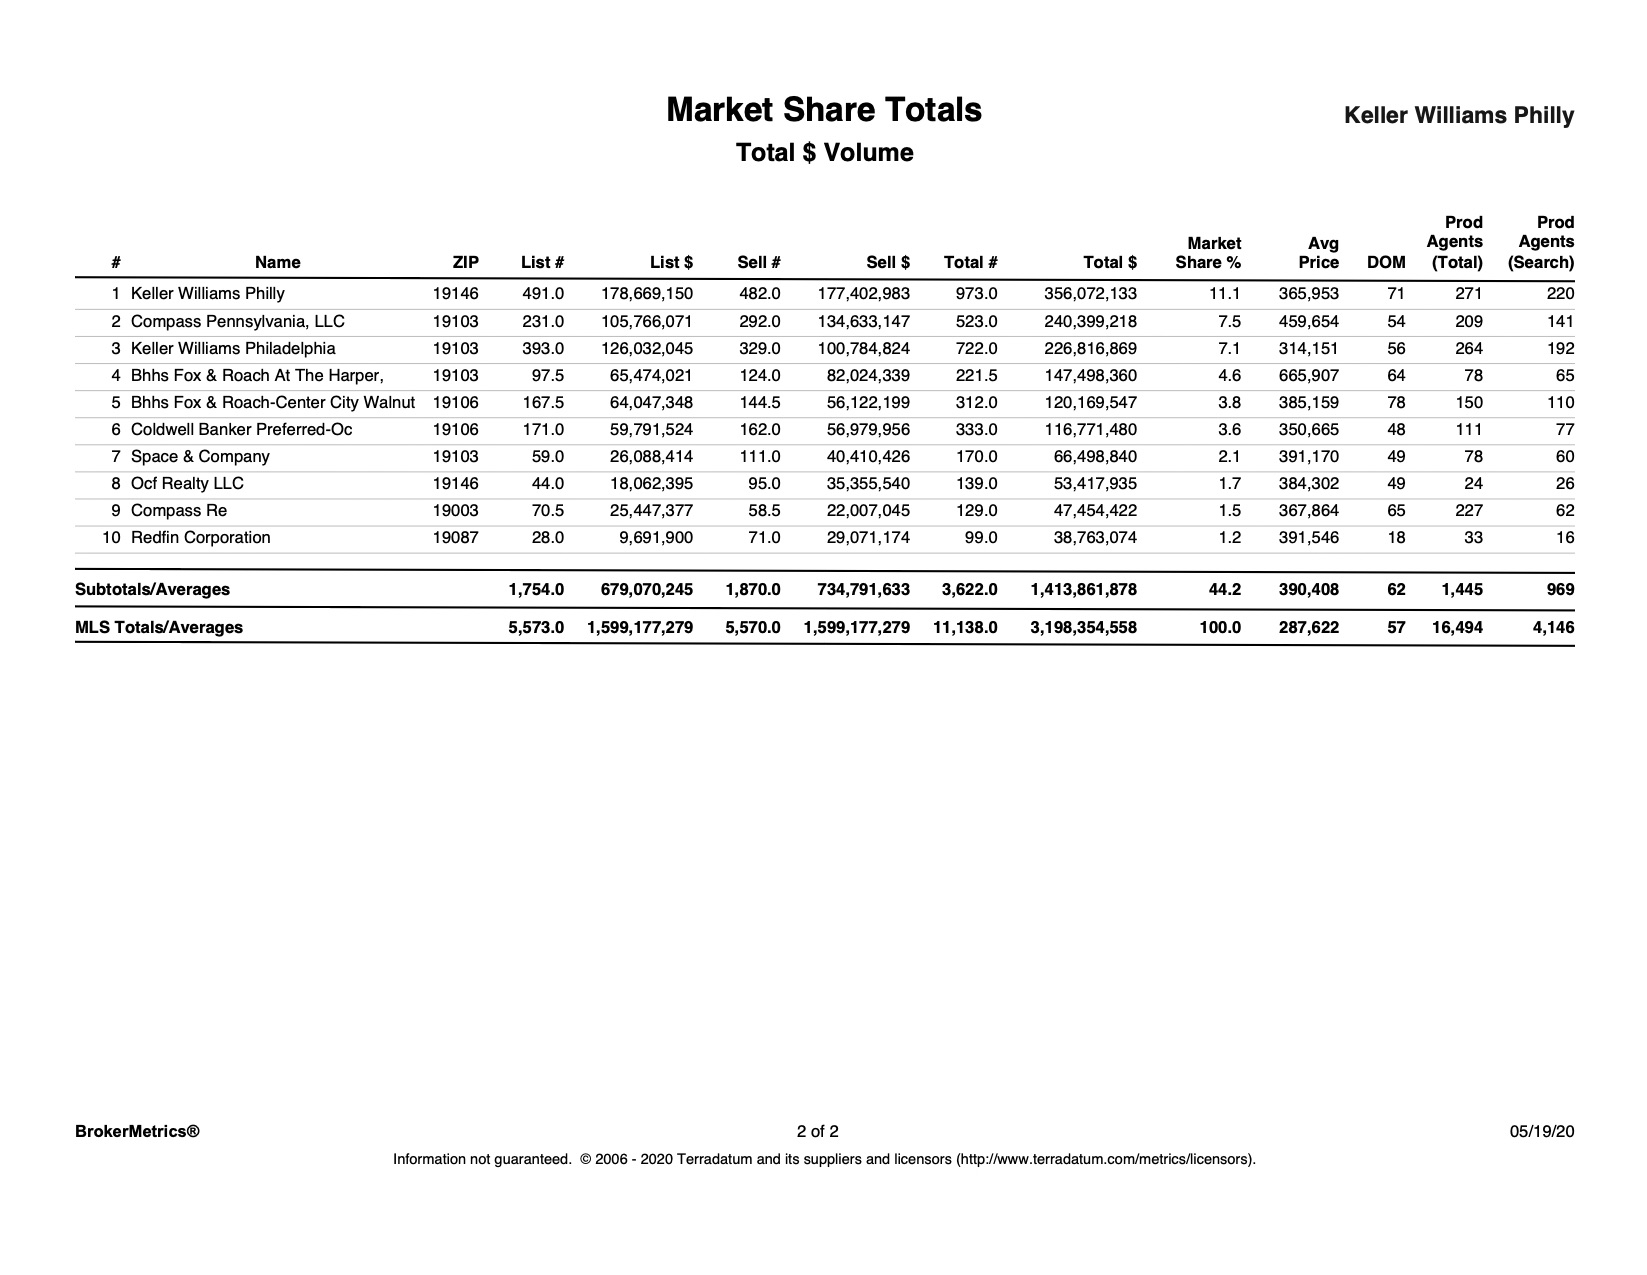 Market Share Totals
Keller Williams Philly
Total $ Volume
Prod Prod
Market Avg Agents Agents
# Name ZIP List # List $ Sell # Sell $ Total # Total $ Share % Price DOM (Total) (Search)
1 Keller Williams Philly 19146 491.0 178,669,150 482.0 177,402,983 973.0 356,072,133 11.1 365,953 71 271 220
2 Compass Pennsylvania, LLC 19103 231.0 105,766,071 292.0 134,633,147 523.0 240,399,218 7.5 459,654 54 209 141
3 Keller Williams Philadelphia 19103 393.0 126,032,045 329.0 100,784,824 722.0 226,816,869 7.1 314,151 56 264 192
4 Bhhs Fox & Roach At The Harper, 19103 97.5 65,474,021 124.0 82,024,339 221.5 147,498,360 4.6 665,907 64 78 65
5 Bhhs Fox & Roach-Center City Walnut 19106 167.5 64,047,348 144.5 56,122,199 312.0 120,169,547 3.8 385,159 78 150 110
6 Coldwell Banker Preferred-Oc 19106 171.0 59,791,524 162.0 56,979,956 333.0 116,771,480 3.6 350,665 48 111 77
7 Space & Company 19103 59.0 26,088,414 111.0 40,410,426 170.0 66,498,840 2.1 391,170 49 78 60
8 Ocf Realty LLC 19146 44.0 18,062,395 95.0 35,355,540 139.0 53,417,935 1.7 384,302 49 24 26
9 Compass Re 19003 70.5 25,447,377 58.5 22,007,045 129.0 47,454,422 1.5 367,864 65 227 62
10 Redfin Corporation 19087 28.0 9,691,900 71.0 29,071,174 99.0 38,763,074 1.2 391,546 18 33 16
Subtotals/Averages 1,754.0 679,070,245 1,870.0 734,791,633 3,622.0 1,413,861,878 44.2 390,408 62 1,445 969
MLS Totals/Averages 5,573.0 1,599,177,279 5,570.0 1,599,177,279 11,138.0 3,198,354,558 100.0 287,622 57 16,494 4,146
BrokerMetrics® 2 of 2 05/19/20
Information not guaranteed. © 2006 - 2020 Terradatum and its suppliers and licensors (http://www.terradatum.com/metrics/licensors).